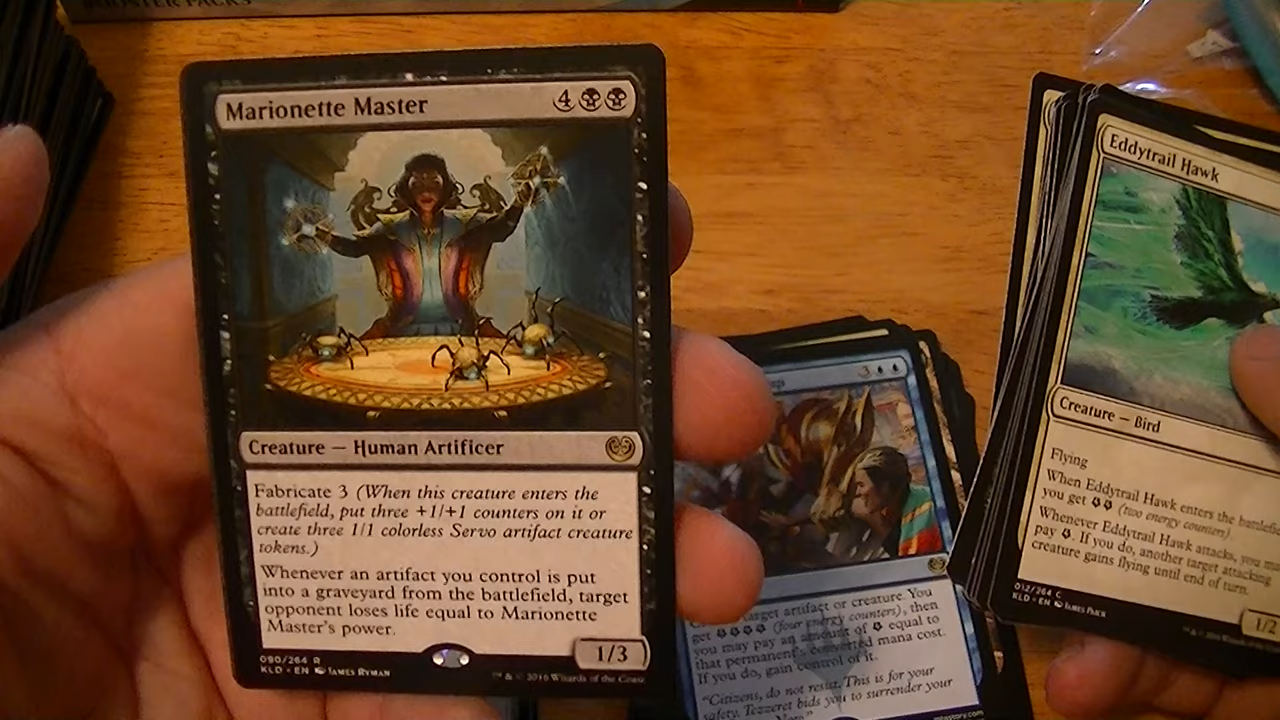 BOOSTER PACKS
Marionette Master 4
Creature — Human Artificer
Fabricate 3 (When this creature enters the
battlefield, put three +1/+1 counters on it or
create three 1/1 colorless Servo artifact creature
tokens.)
Whenever an artifact you control is put
into a graveyard from the battlefield, target
opponent loses life equal to Marionette
Master's power.
1/3
090/264 R
KLD • EN JAMES RYMAN
™ & © 2016 Wizards of the Coast
3
target artifact or creature. You
get (four energy counters), then
you may pay an amount of equal to
that permanent's converted mana cost.
If you do, gain control of it.
"Citizens, do not resist. This is for your
safety. Tezzeret bids you to surrender your
Eddytrail Hawk
Creature — Bird
Flying
When Eddytrail Hawk enters the
you get (two energy counters)
Whenever Eddytrail Hawk attacks, you
pay . If you do, another target attacking
creature gains flying until end of turn.
1/2
012/264 C
KLD • EN JAMES PAICK